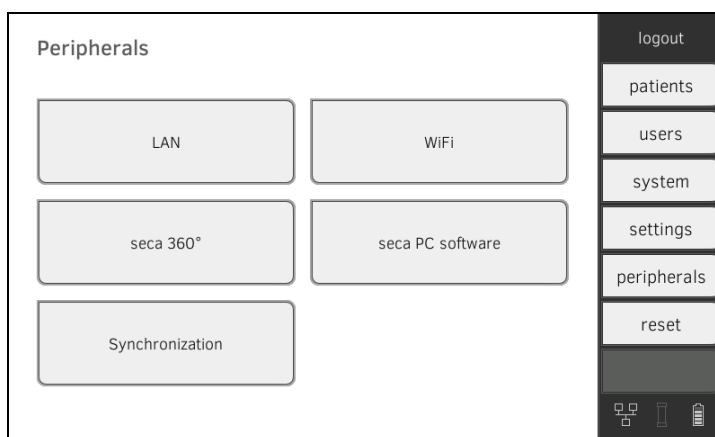 Peripherals
LAN
WiFi
seca 360°
seca PC software
Synchronization
logout
patients
users
system
settings
peripherals
reset